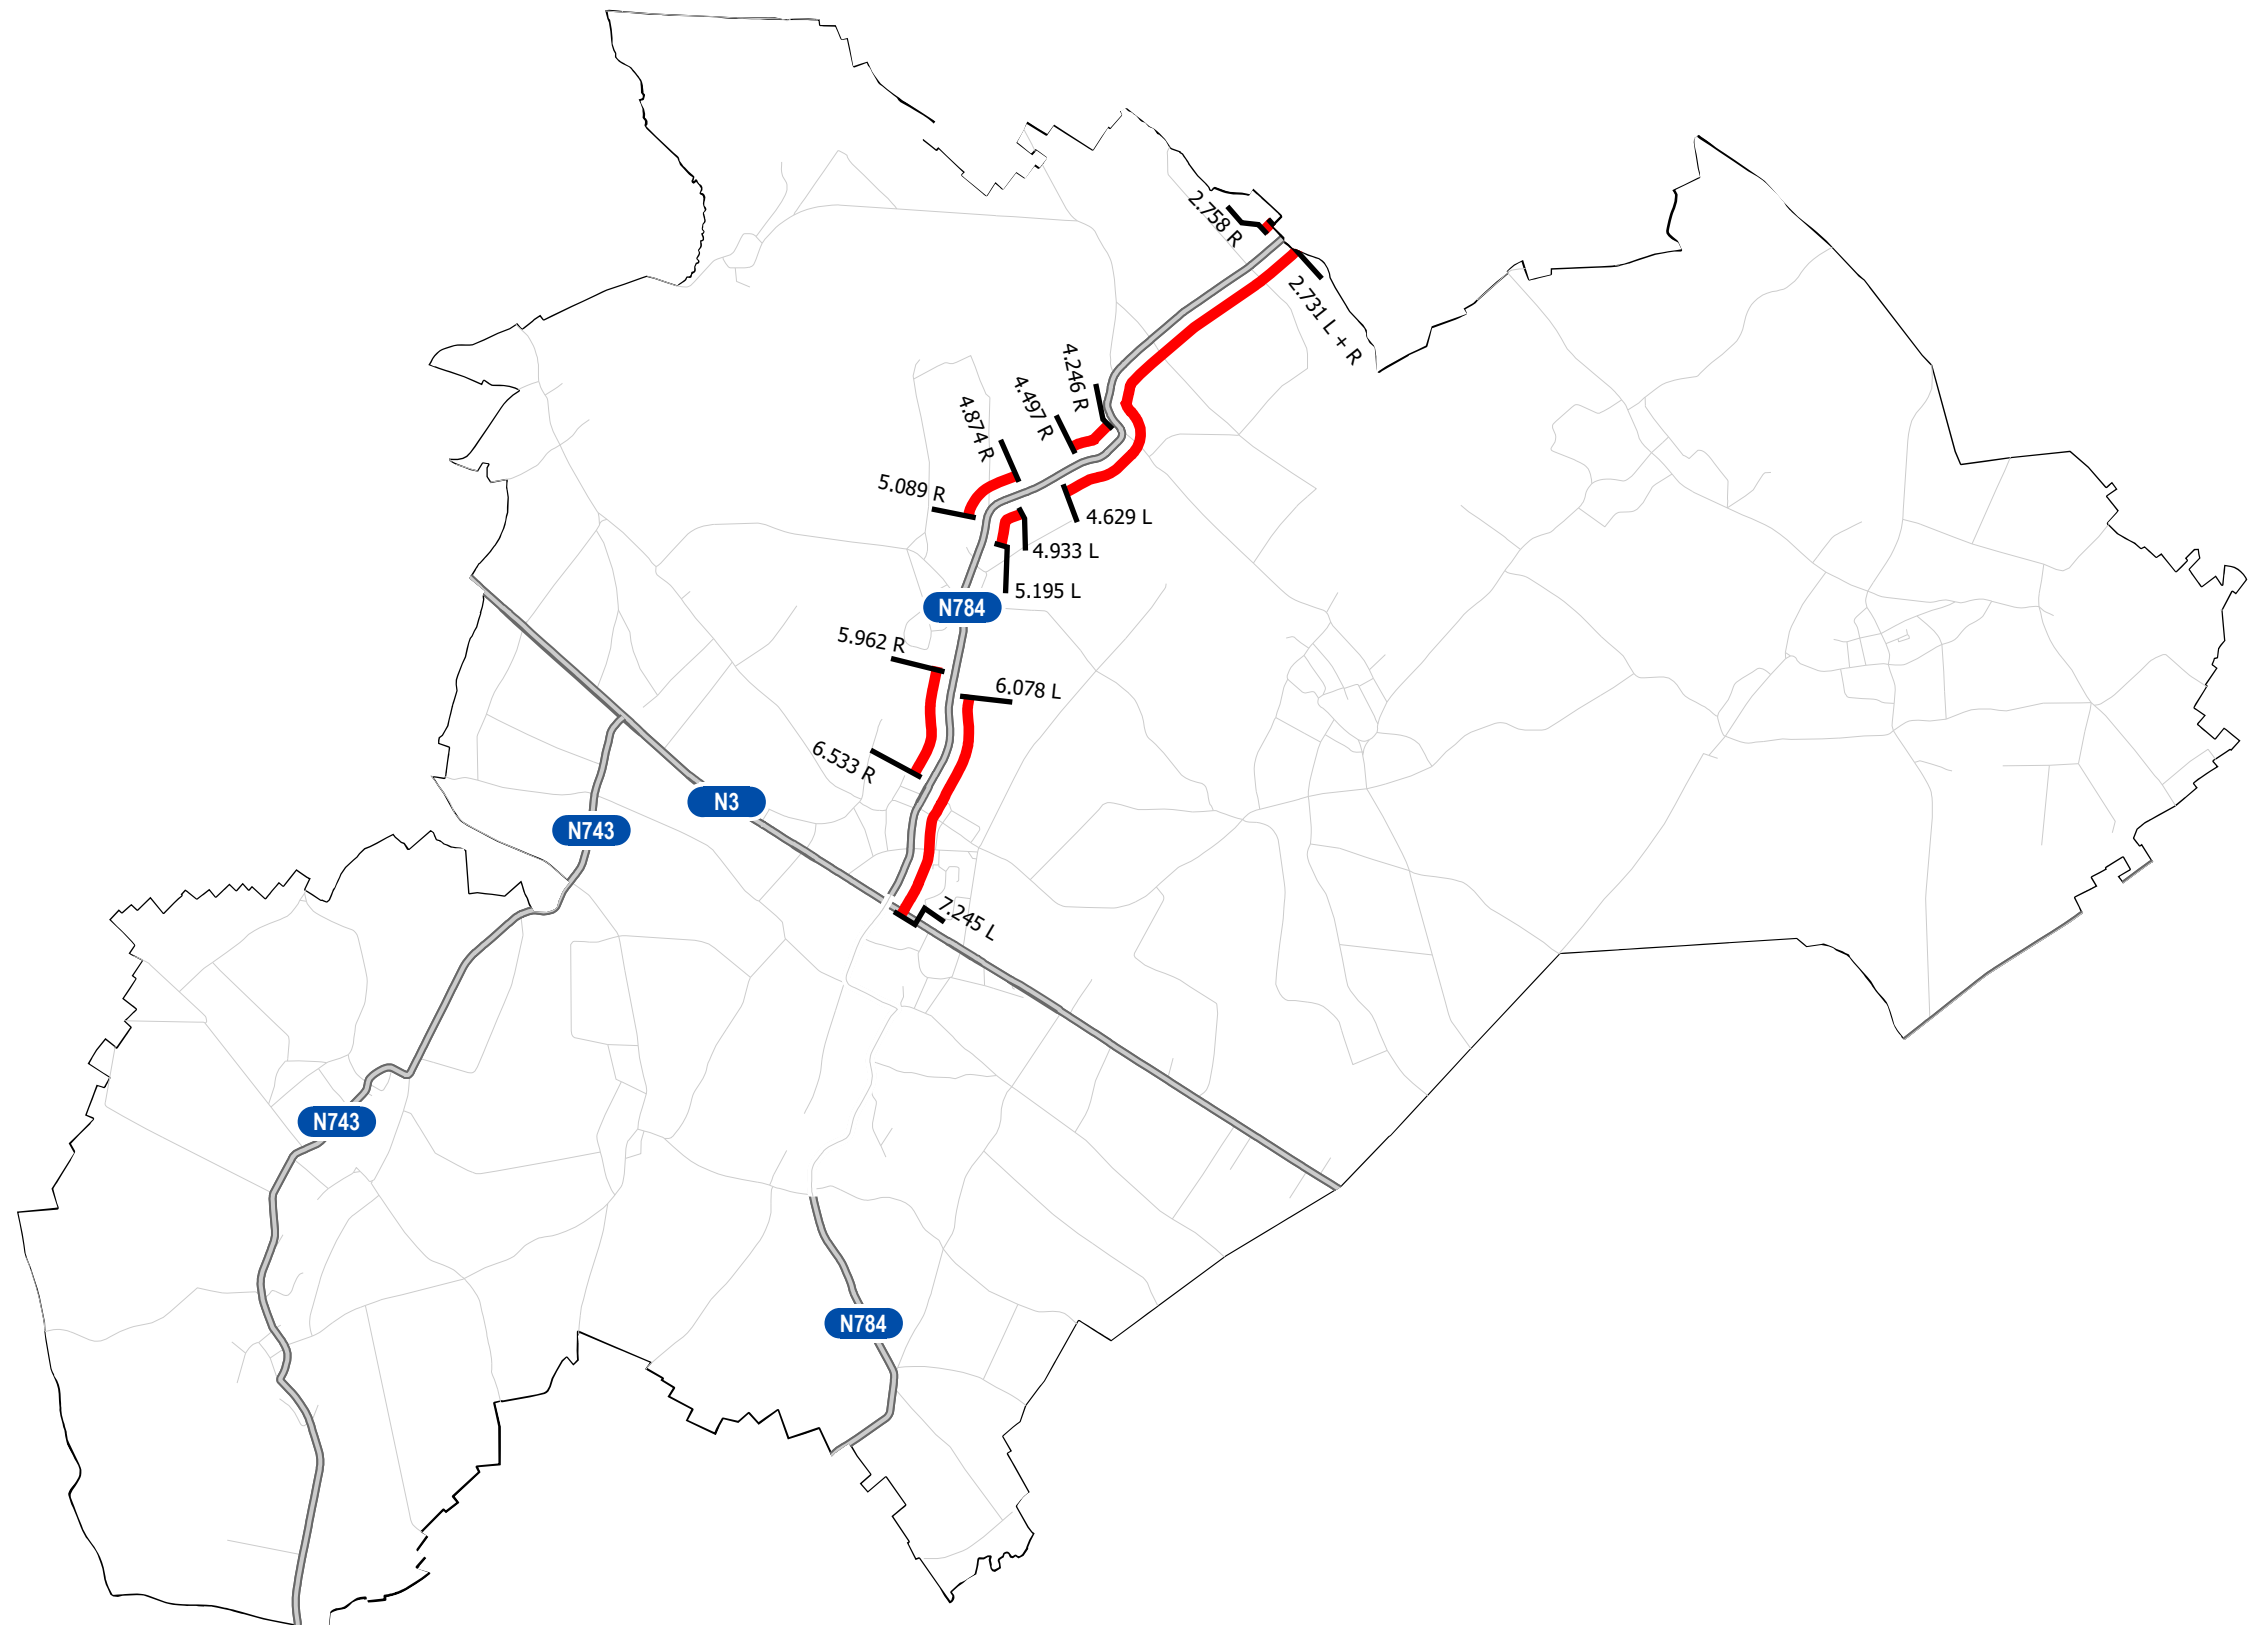 2.758 R
2.731 L + R
4.246 R
4.497 R
4.874 R
5.089 R
4.629 L
4.933 L
5.195 L
N784
5.962 R
6.078 L
6.533 R
N3
N743
7.245 L
N743
N784